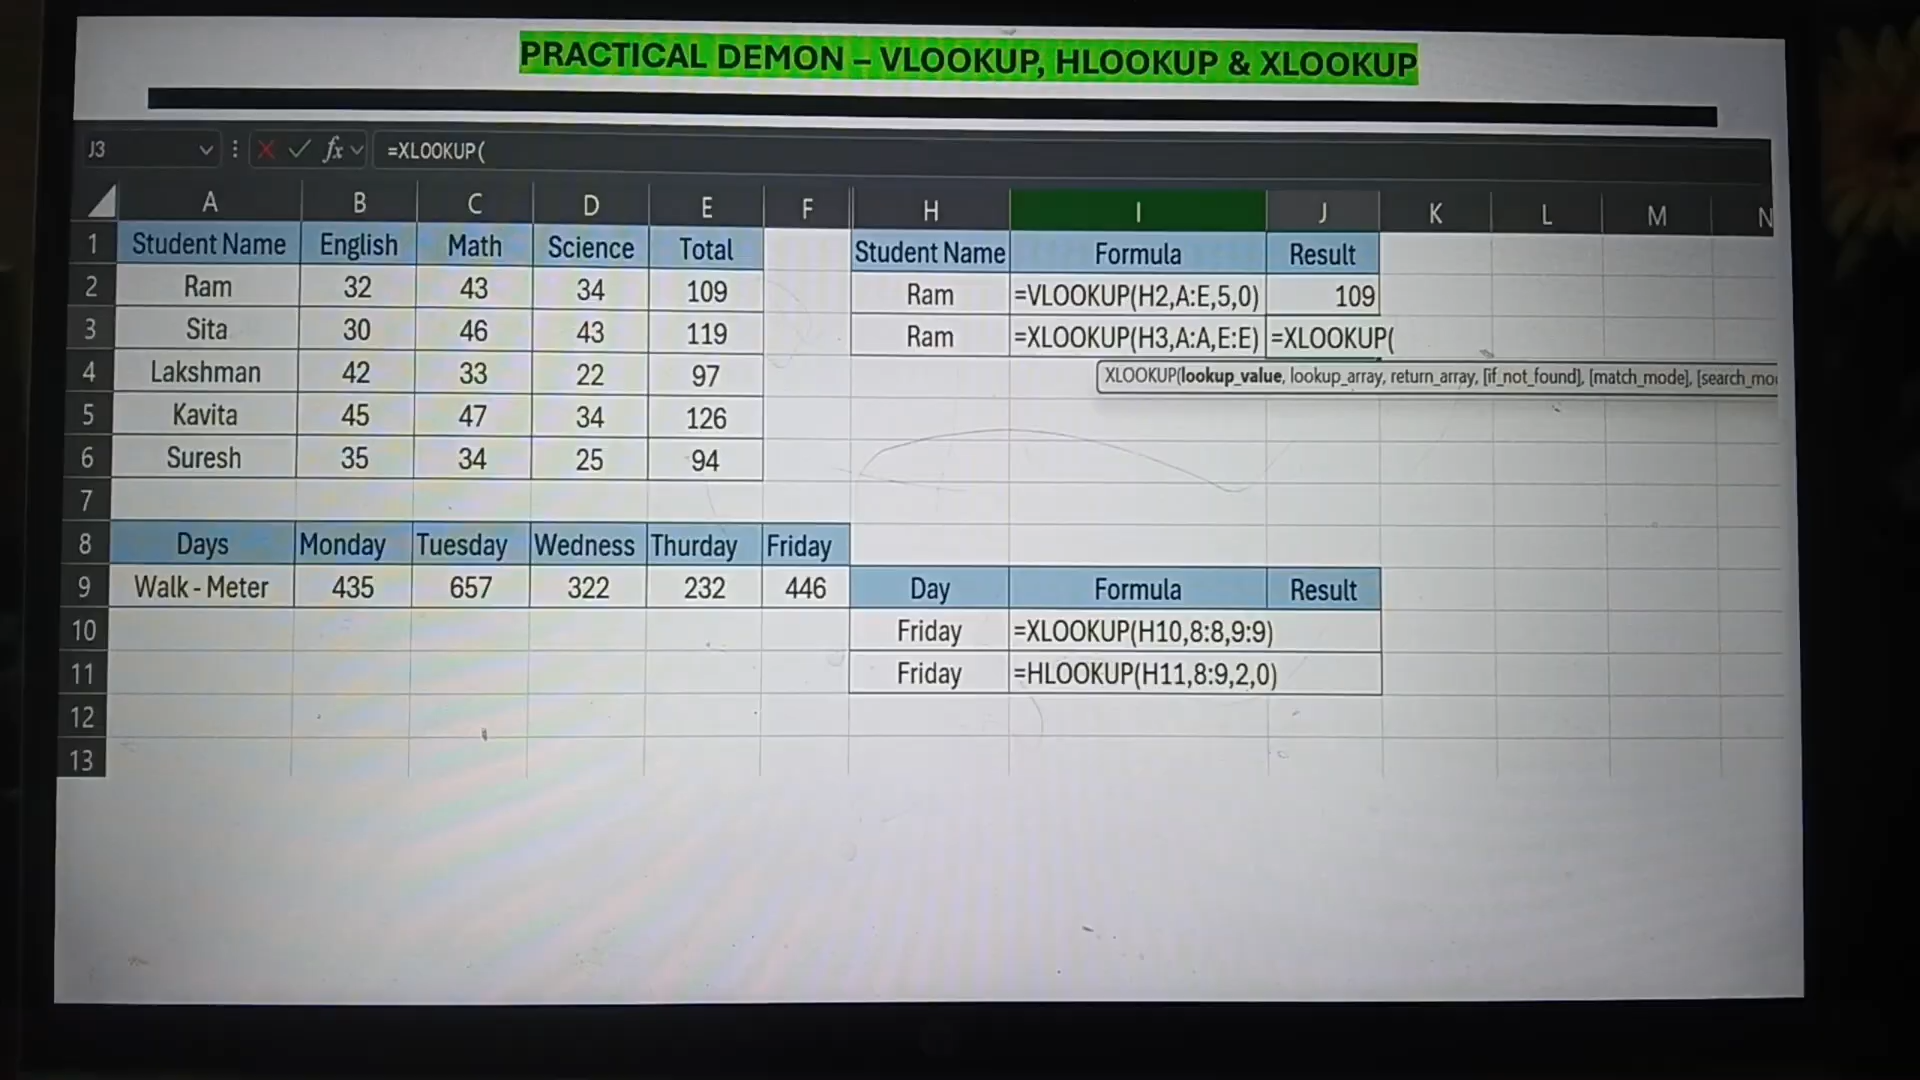 PRACTICAL DEMON – VLOOKUP, HLOOKUP & XLOOKUP
J3 fx =XLOOKUP(
A B C D E F H I J K L M N
1 Student Name English Math Science Total Student Name Formula Result
2 Ram 32 43 34 109 Ram =VLOOKUP(H2,A:E,5,0) 109
3 Sita 30 46 43 119 Ram =XLOOKUP(H3,A:A,E:E) =XLOOKUP(
4 Lakshman 42 33 22 97 XLOOKUP(lookup_value, lookup_array, return_array, [if_not_found], [match_mode], [search_mo
5 Kavita 45 47 34 126
6 Suresh 35 34 25 94
7
8 Days Monday Tuesday Wedness Thurday Friday
9 Walk - Meter 435 657 322 232 446 Day Formula Result
10 Friday =XLOOKUP(H10,8:8,9:9)
11 Friday =HLOOKUP(H11,8:9,2,0)
12
13